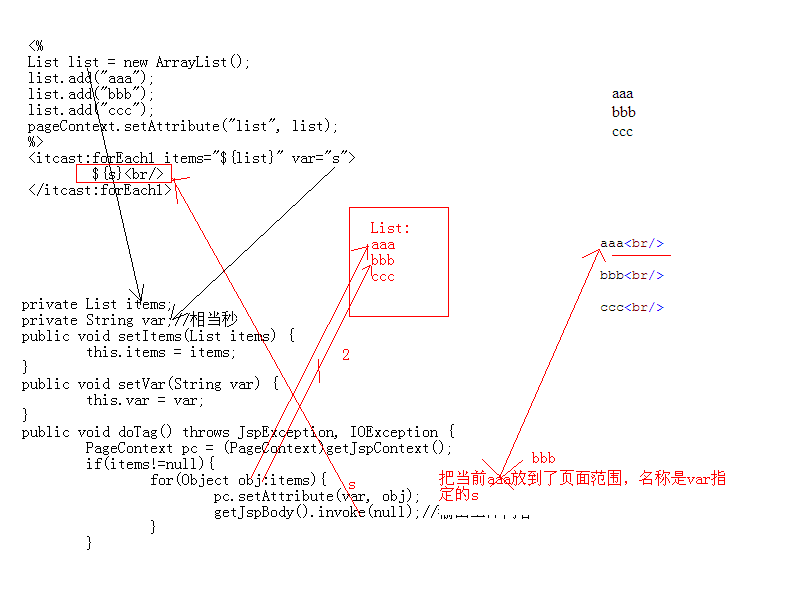 <%
List list = new ArrayList();
list.add("aaa");
list.add("bbb");
list.add("ccc");
pageContext.setAttribute("list", list);
%>
<itcast:forEach1 items="${list}" var="s">
${s}<br/>
</itcast:forEach1>
aaa
bbb
ccc
List:
aaa
bbb
ccc
aaa<br/>
bbb<br/>
ccc<br/>
private List items;
private String var;//相当秒
public void setItems(List items) {
this.items = items;
}
2
public void setVar(String var) {
this.var = var;
}
public void doTag() throws JspException, IOException {
PageContext pc = (PageContext)getJspContext();
if(items!=null){
for(Object obj:items){
s
pc.setAttribute(var, obj);
getJspBody().invoke(null);//
}
}
bbb
把当前aaa放到了页面范围，名称是var指
定的s